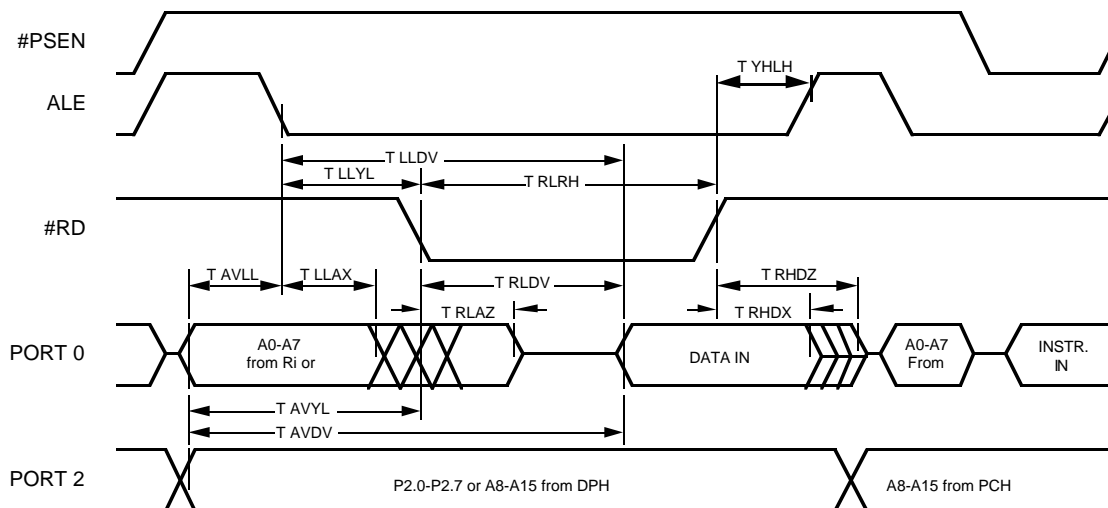 #PSEN
T YHLH
ALE
T LLDV
T LLYL
T RLRH
#RD
T AVLL
T LLAX
T RLDV
T RHDZ
T RLAZ
T RHDX
PORT 0
A0-A7
from Ri or
DATA IN
A0-A7
From
INSTR.
IN
T AVYL
T AVDV
PORT 2
P2.0-P2.7 or A8-A15 from DPH
A8-A15 from PCH